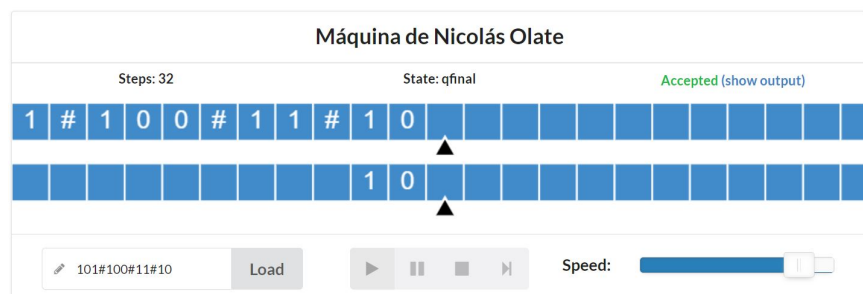 Máquina de Nicolás Olate
Steps: 32 State: qfinal Accepted (show output)
1 # 1 0 0 # 1 1 # 1 0
1 0
101#100#11#10 Load Speed: